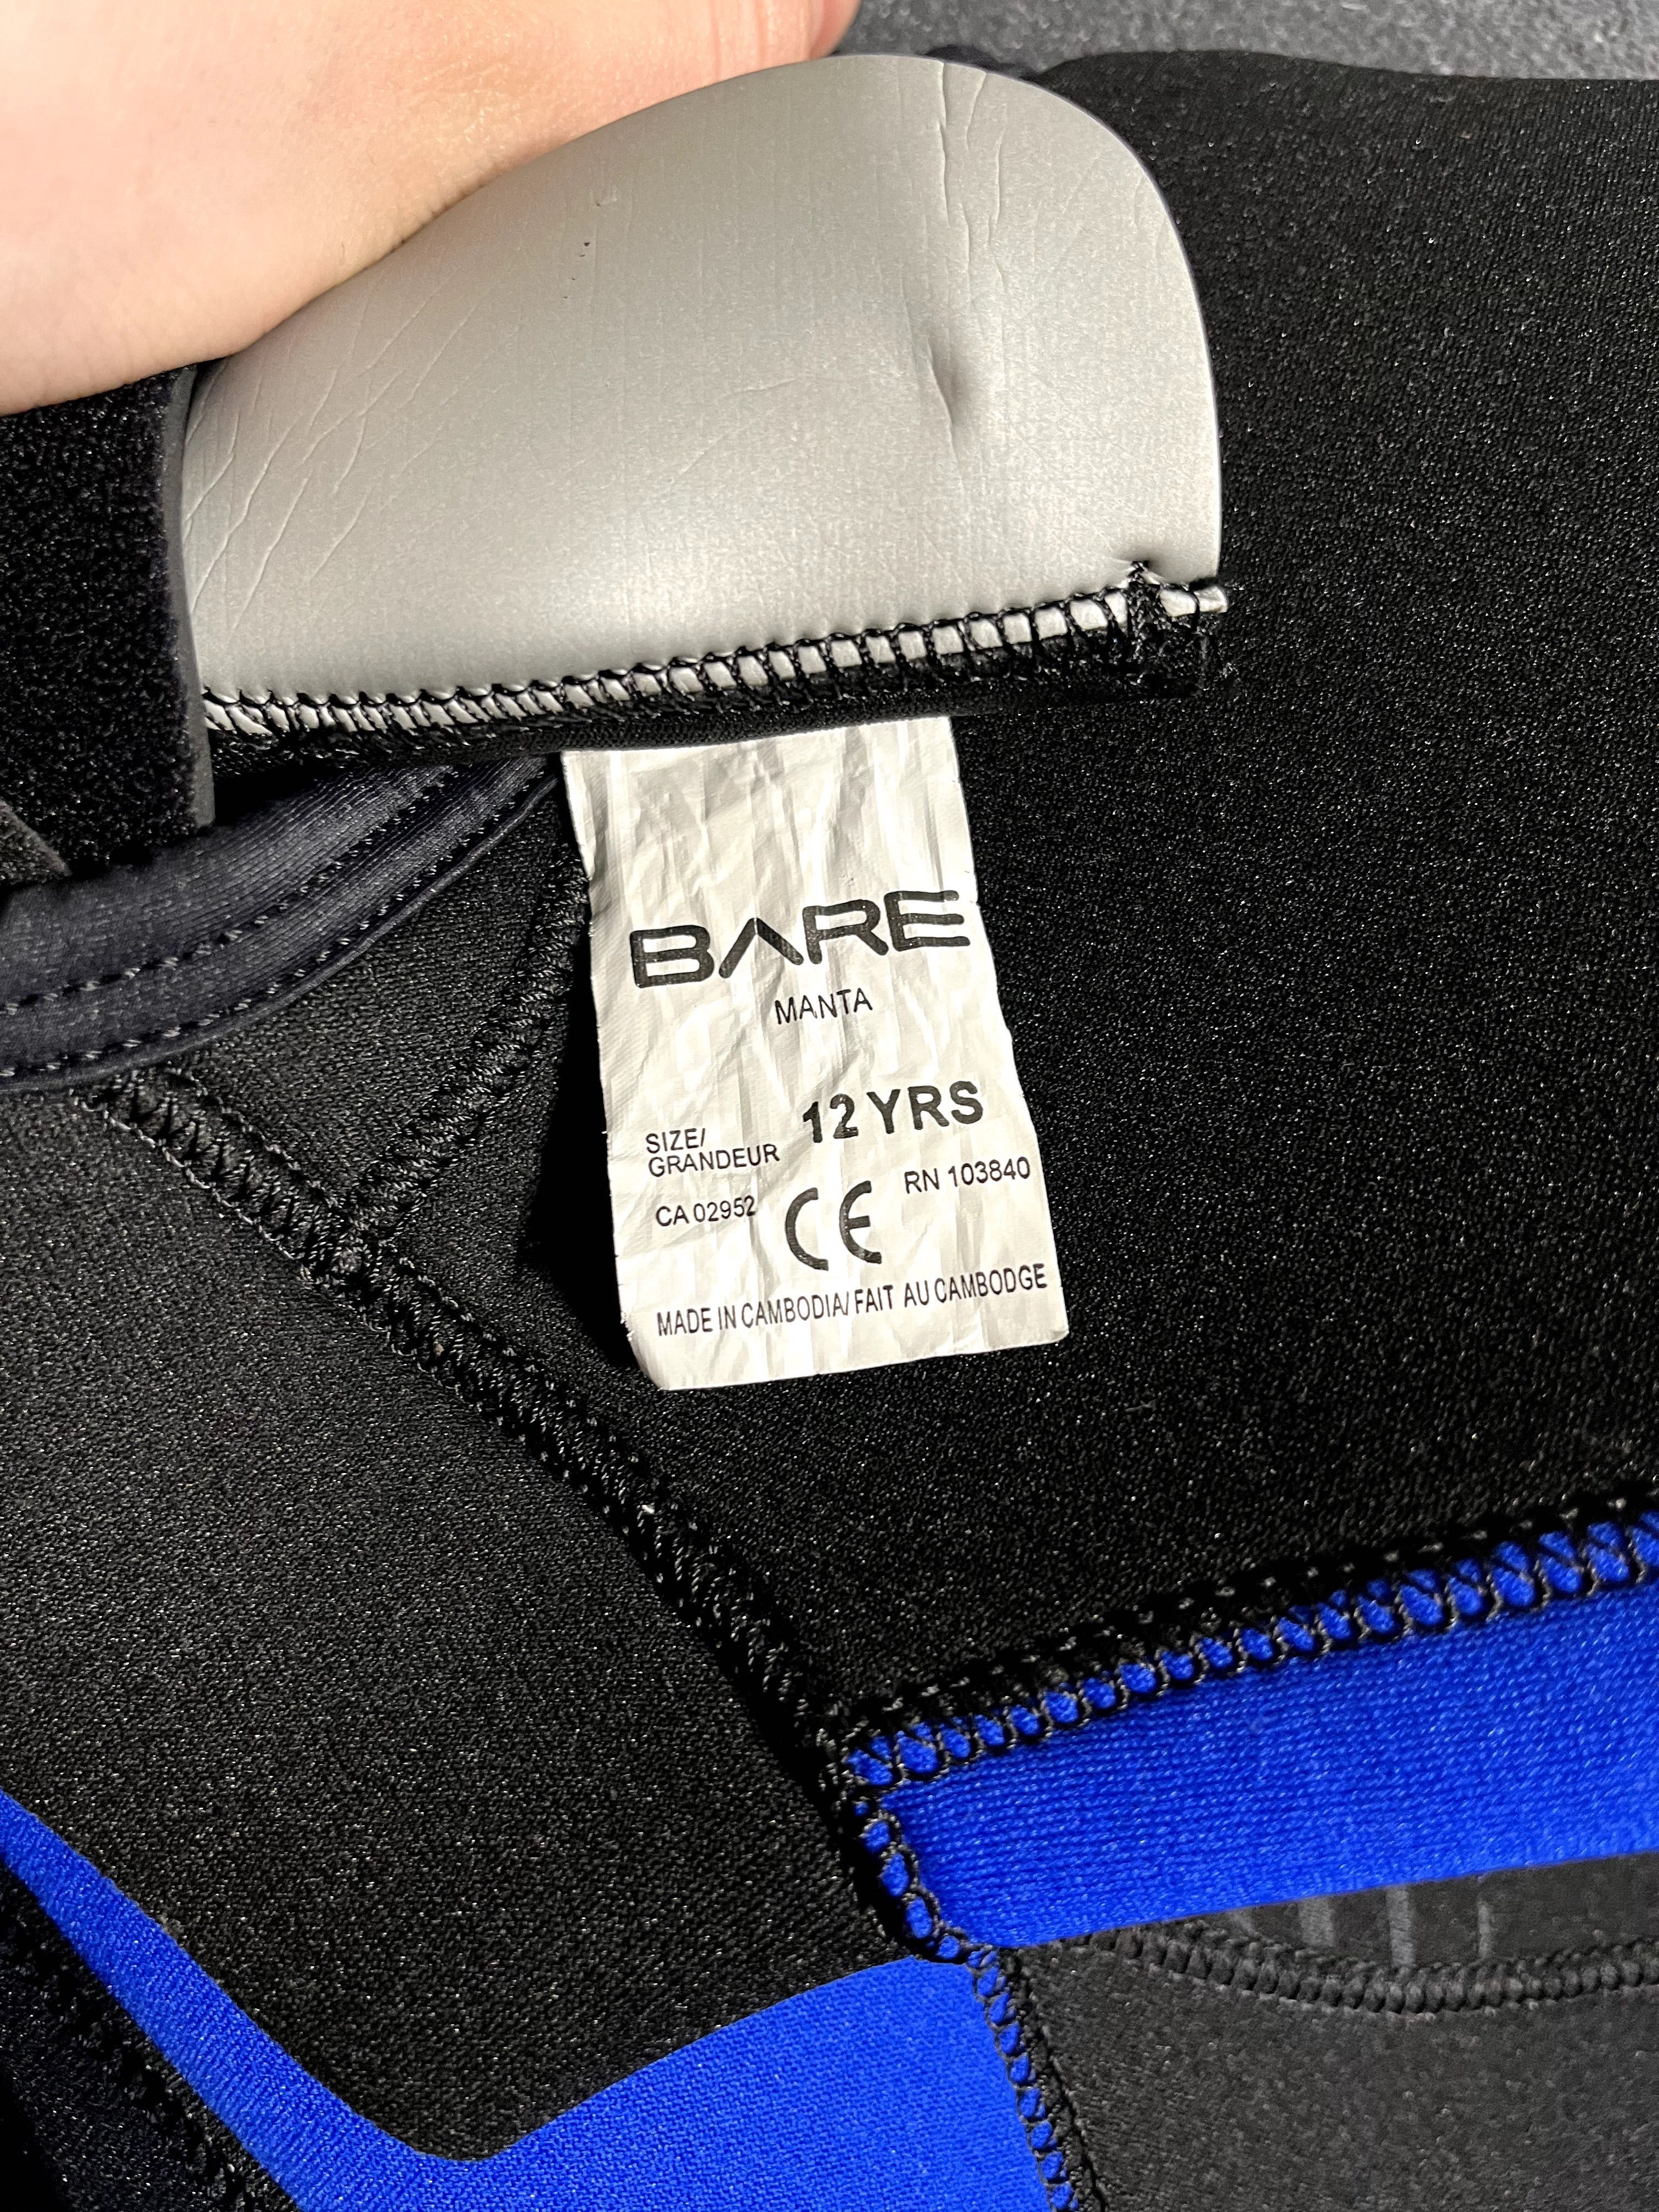 BARE
MANTA
SIZE/
GRANDEUR
12 YRS
CA 02952
CE
RN 103840
MADE IN CAMBODIA/ FAIT AU CAMBODGE